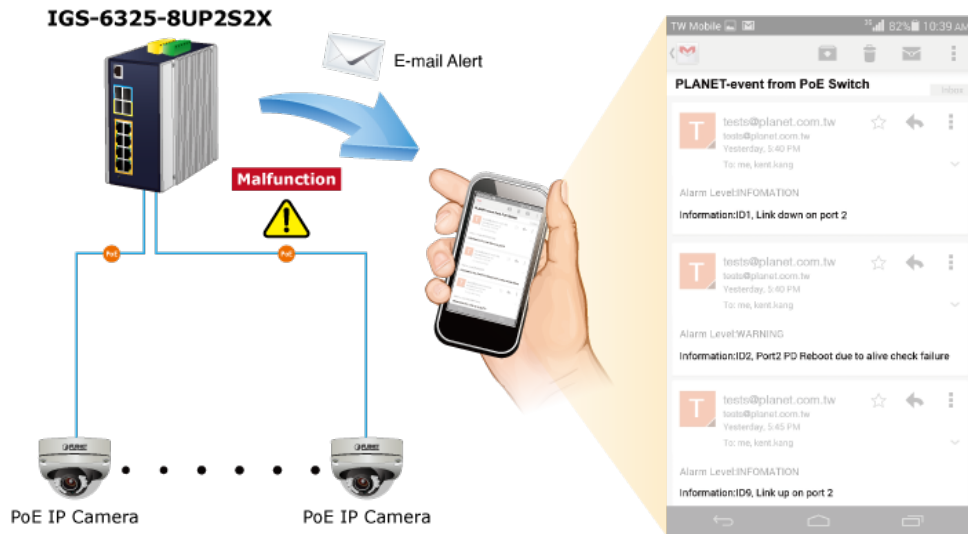 IGS-6325-8UP2S2X
E-mail Alert
Malfunction
PoE
PoE
PLANET
PLANET
PoE IP Camera
PoE IP Camera
TW Mobile
3G 82% 10:39 AM
PLANET-event from PoE Switch
Inbox
T
tests@planet.com.tw
tests@planet.com.tw
Yesterday, 5:40 PM
To: me, kent.kang
Alarm Level:INFOMATION
Information:ID1, Link down on port 2
T
tests@planet.com.tw
tests@planet.com.tw
Yesterday, 5:40 PM
To: me, kent.kang
Alarm Level:WARNING
Information:ID2, Port2 PD Reboot due to alive check failure
T
tests@planet.com.tw
tests@planet.com.tw
Yesterday, 5:45 PM
To: me, kent.kang
Alarm Level:INFOMATION
Information:ID9, Link up on port 2